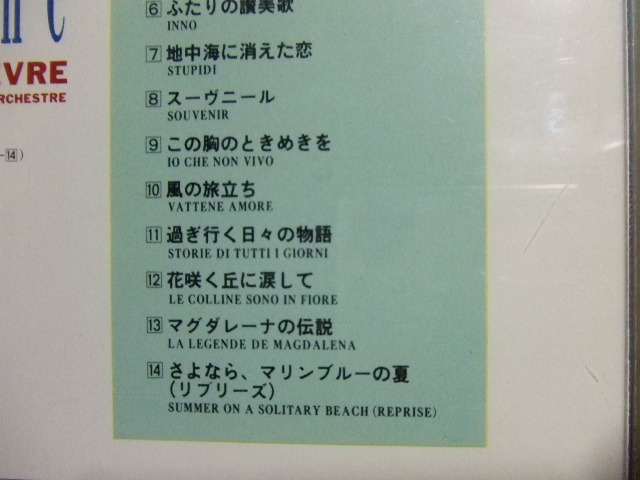 EVRE
RCHESTRE
-14)
6 ふたりの讃美歌
INNO
7 地中海に消えた恋
STUPIDI
8 スーヴニール
SOUVENIR
9 この胸のときめきを
IO CHE NON VIVO
10 風の旅立ち
VATTENE AMORE
11 過ぎ行く日々の物語
STORIE DI TUTTI I GIORNI
12 花咲く丘に涙して
LE COLLINE SONO IN FIORE
13 マグダレーナの伝説
LA LEGENDE DE MAGDALENA
14 さよなら、マリンブルーの夏
(リプリーズ)
SUMMER ON A SOLITARY BEACH (REPRISE)